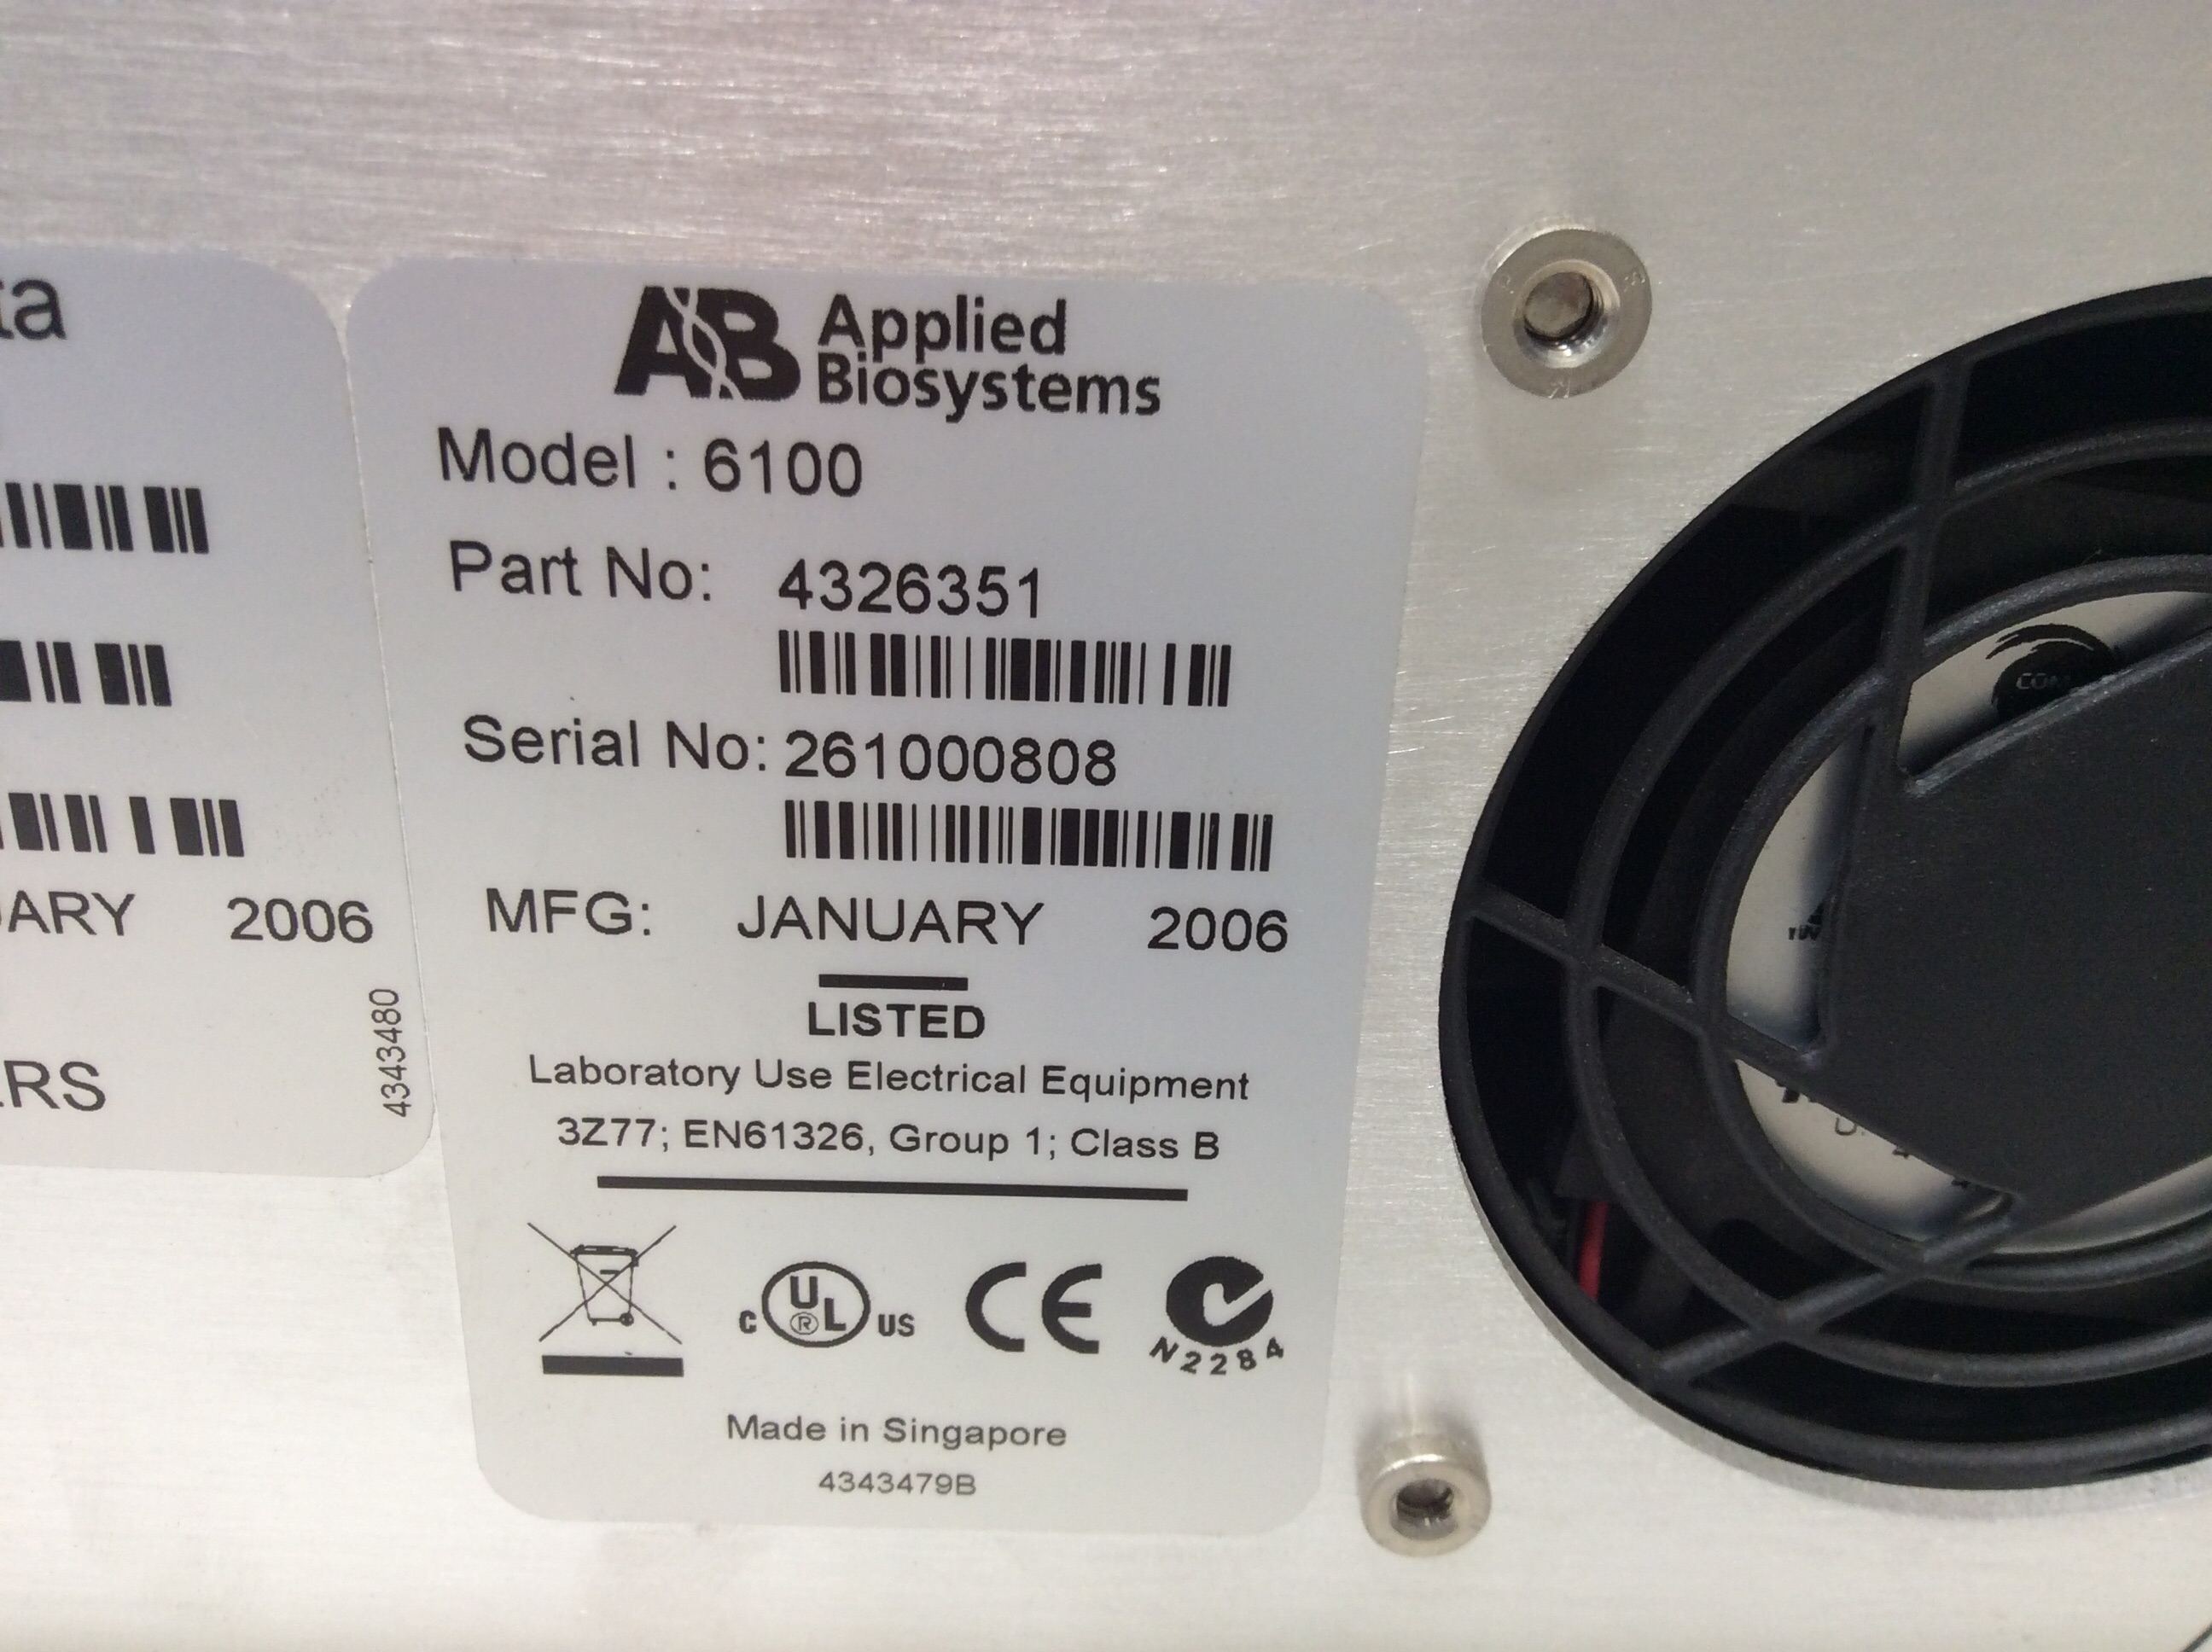 ta
ARY 2006
RS
4343480
AB Applied
Biosystems
Model : 6100
Part No: 4326351
Serial No: 261000808
MFG: JANUARY 2006
LISTED
Laboratory Use Electrical Equipment
3Z77; EN61326, Group 1; Class B
C UL ® US CE N2284
Made in Singapore
4343479B